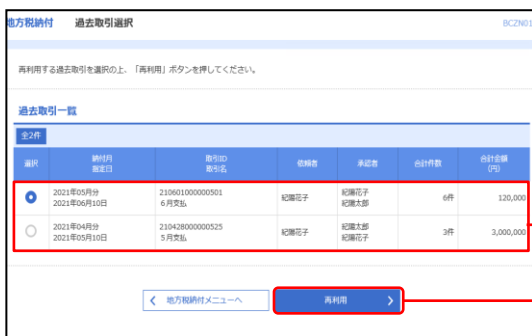 地方税納付 過去取引選択 BCZN01
再利用する過去取引を選択の上、「再利用」ボタンを押してください。
過去取引一覧
全2件
選択 納付月 取引ID 依頼者 承認者 合計件数 合計金額
指定日 取引名 (円)
2021年05月分 210601000000501 紀陽花子 紀陽花子 6件 120,000
2021年06月10日 6月支払 紀陽太郎
2021年04月分 210428000000525 紀陽花子 紀陽太郎 3件 3,000,000
2021年05月10日 5月支払 紀陽花子
地方税納付メニューへ 再利用